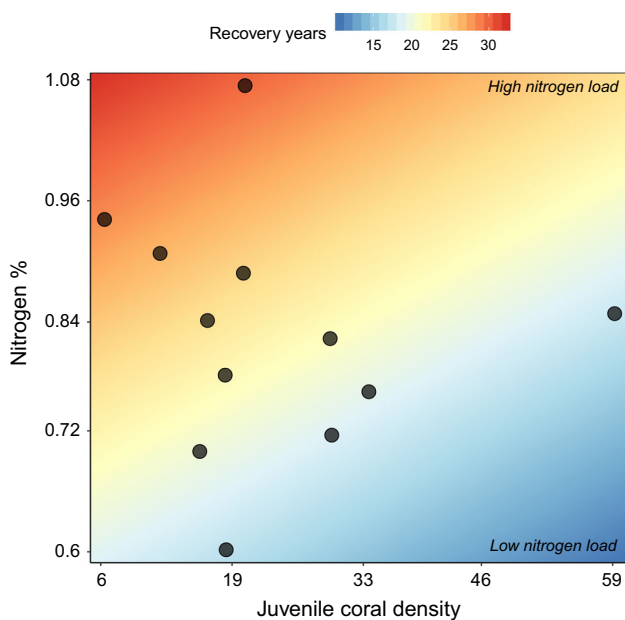 Recovery years
15 20 25 30
High nitrogen load
1.08
0.96
0.84
0.72
0.6
Nitrogen %
Low nitrogen load
6 19 33 46 59
Juvenile coral density